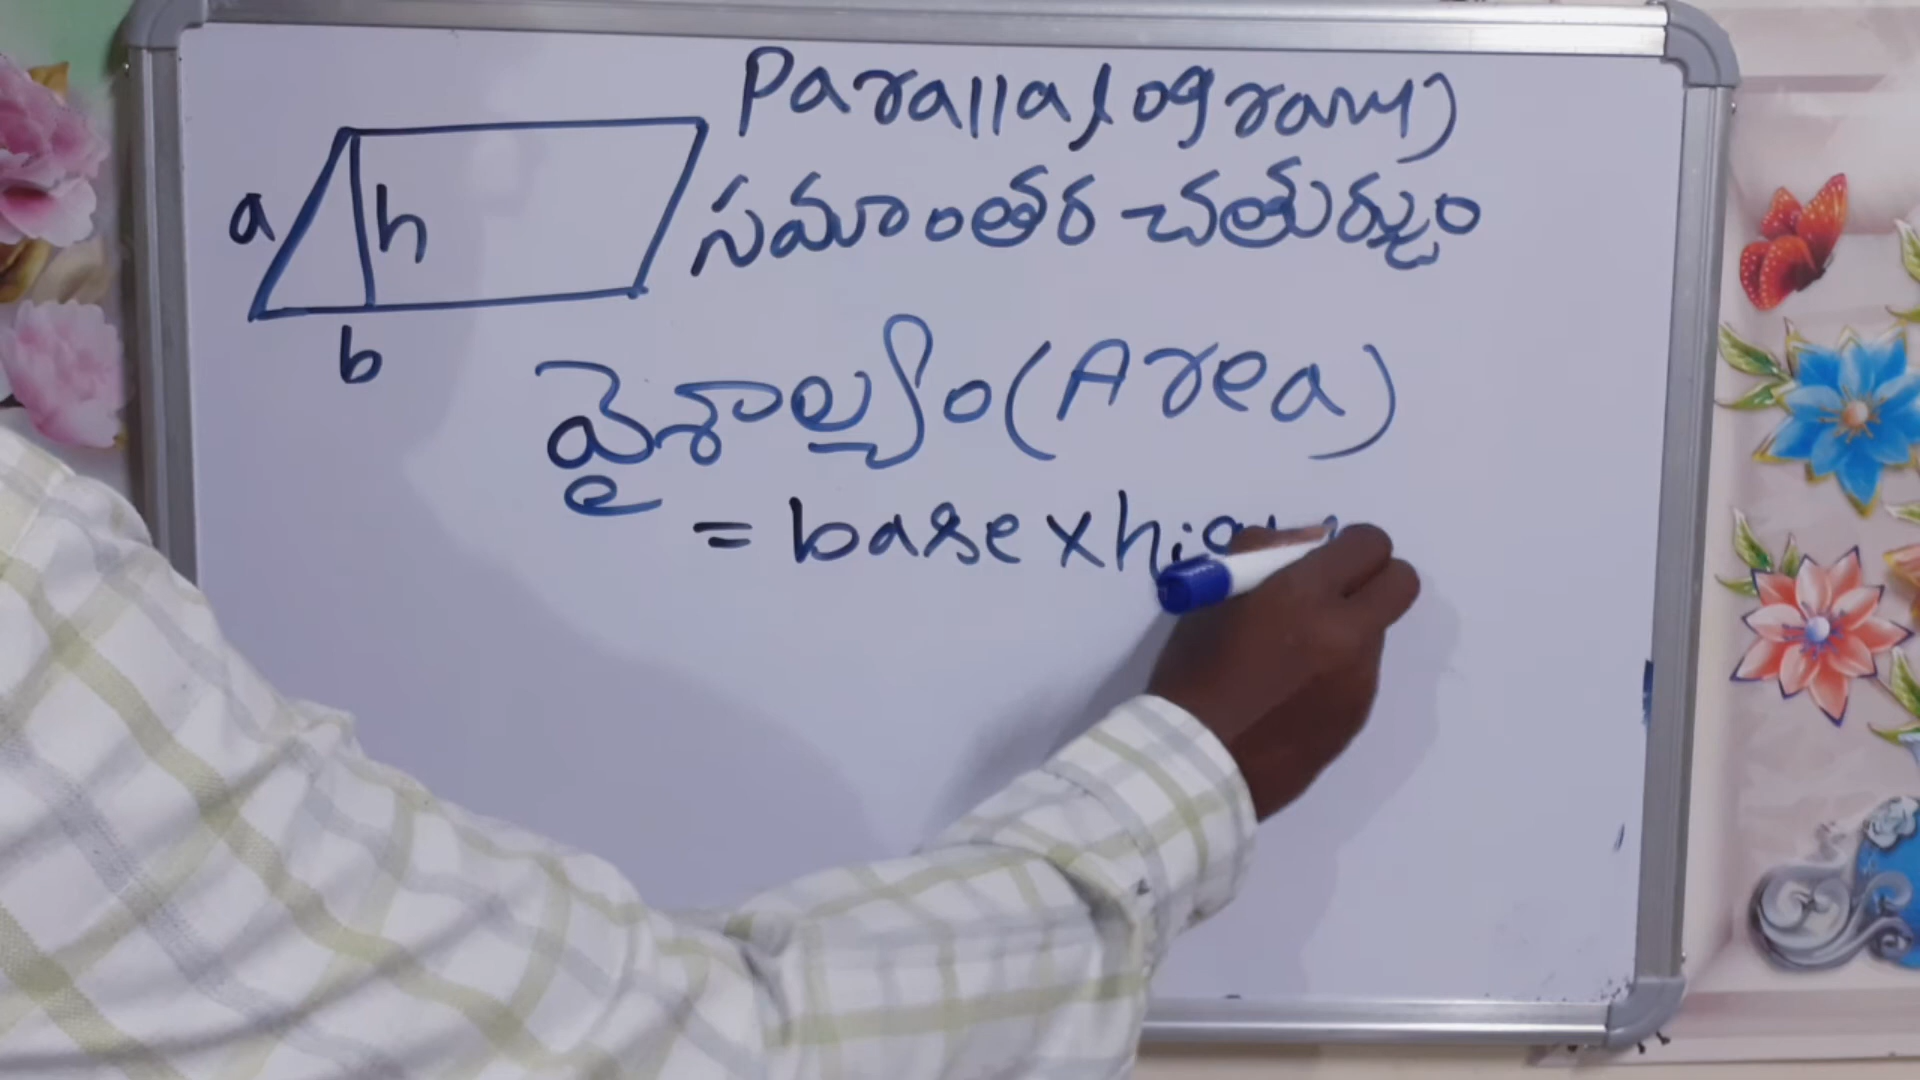 Parallalogram)
సమాంతర చతుర్భుజం
a
h
b
వైశాల్యం (Area)
= base x